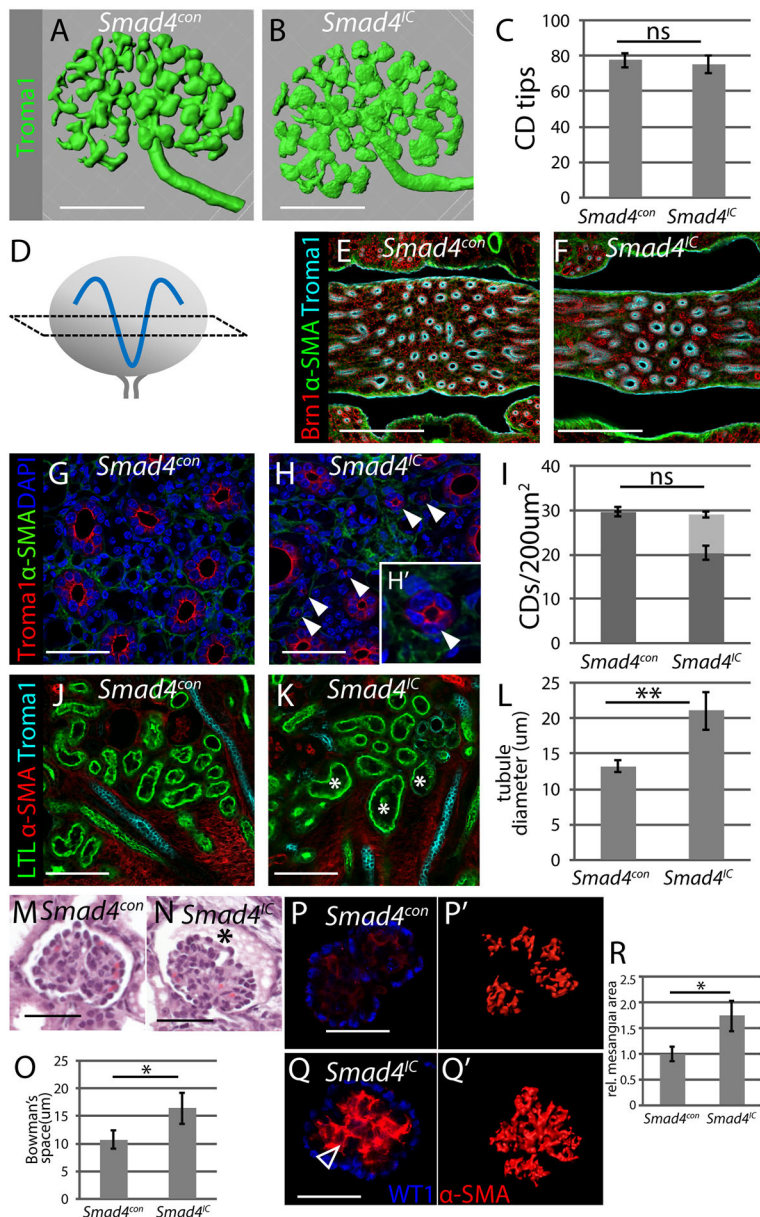 A Smad4con
B Smad4IC
Troma1
C
ns
CD tips
100
80
60
40
20
0
Smad4con Smad4IC
D
E Smad4con
F Smad4IC
Brn1 α-SMA Troma1
G Smad4con
H Smad4IC
H'
Troma1 α-SMA DAPI
I
ns
CDs/200um2
40
30
20
10
0
Smad4con Smad4IC
J Smad4con
K Smad4IC
* * *
LTL α-SMA Troma1
L
**
tubule
diameter (um)
25
20
15
10
5
0
Smad4con Smad4IC
M Smad4con
N Smad4IC
*
O
*
Bowman's
space(um)
25
20
15
10
5
0
Smad4con Smad4IC
P Smad4con
P'
Q Smad4IC
Q'
WT1 α-SMA
R
*
rel. mesangial area
2.5
2.0
1.5
1.0
0.5
0
Smad4con Smad4IC